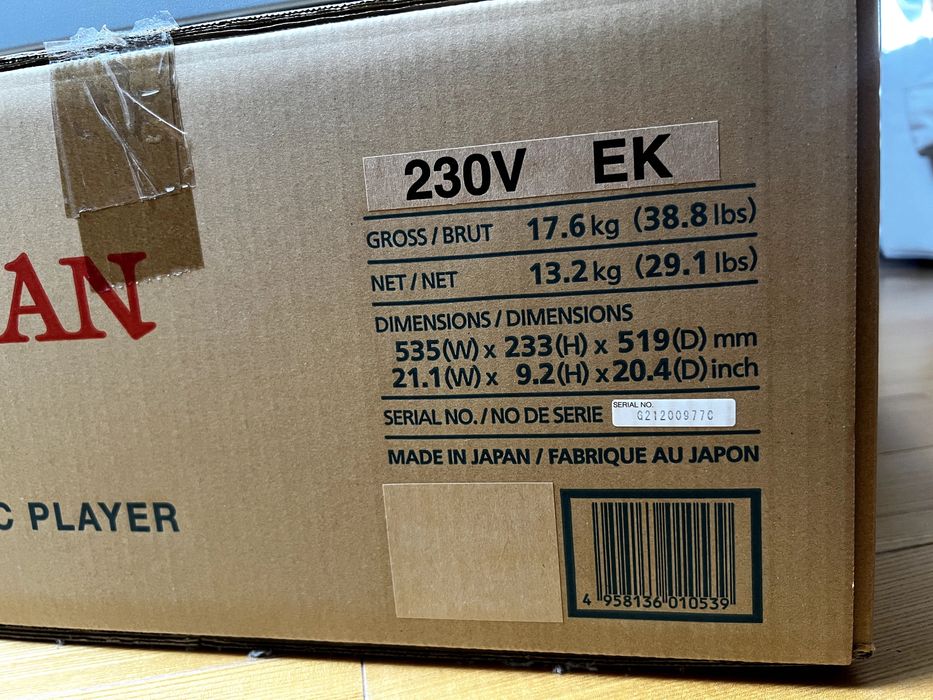 AN
C PLAYER
230V EK
GROSS / BRUT 17.6 kg (38.8 lbs)
NET / NET 13.2 kg (29.1 lbs)
DIMENSIONS / DIMENSIONS
535(W) x 233(H) x 519(D) mm
21.1(W) x 9.2(H) x 20.4(D) inch
SERIAL NO. / NO DE SERIE
SERIAL NO.
G21200977C
MADE IN JAPAN / FABRIQUE AU JAPON
4 958136 010539